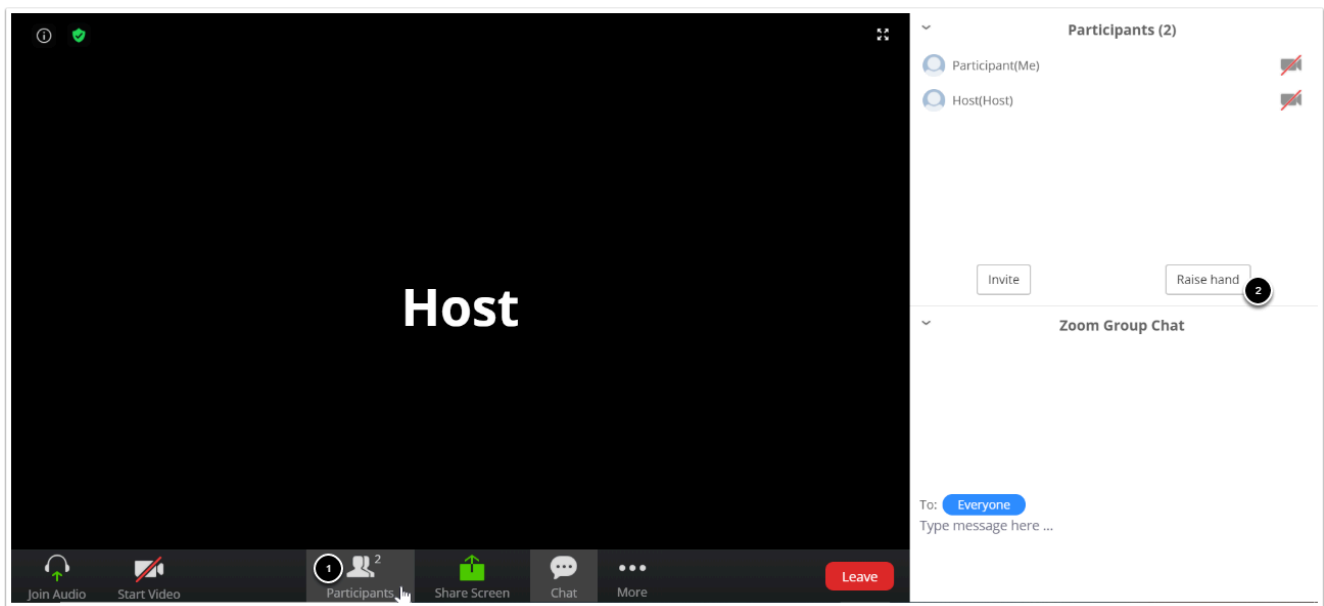 Participants (2)
Participant(Me)
Host(Host)
Invite
Raise hand
2
Host
Zoom Group Chat
To: Everyone
Type message here ...
1
2
Join Audio
Start Video
Participants
Share Screen
Chat
More
Leave